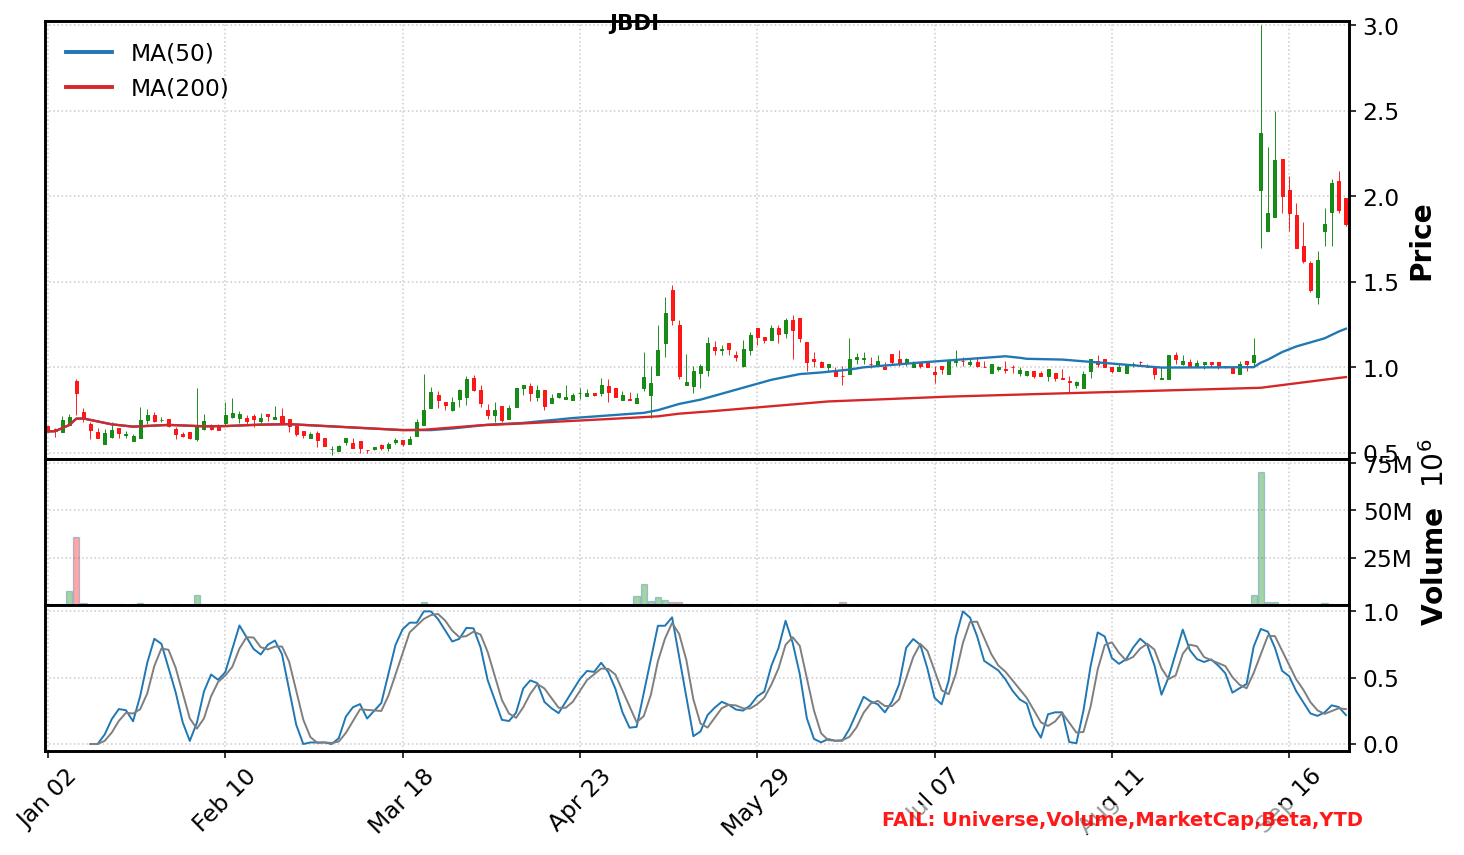 JBDI
MA(50)
MA(200)
3.0
2.5
2.0
1.5
1.0
0.5
Price
75M
50M
25M
Volume 10^6
1.0
0.5
0.0
Jan 02
Feb 10
Mar 18
Apr 23
May 29
Jul 07
Aug 11
Sep 16
FAIL: Universe,Volume,MarketCap,Beta,YTD